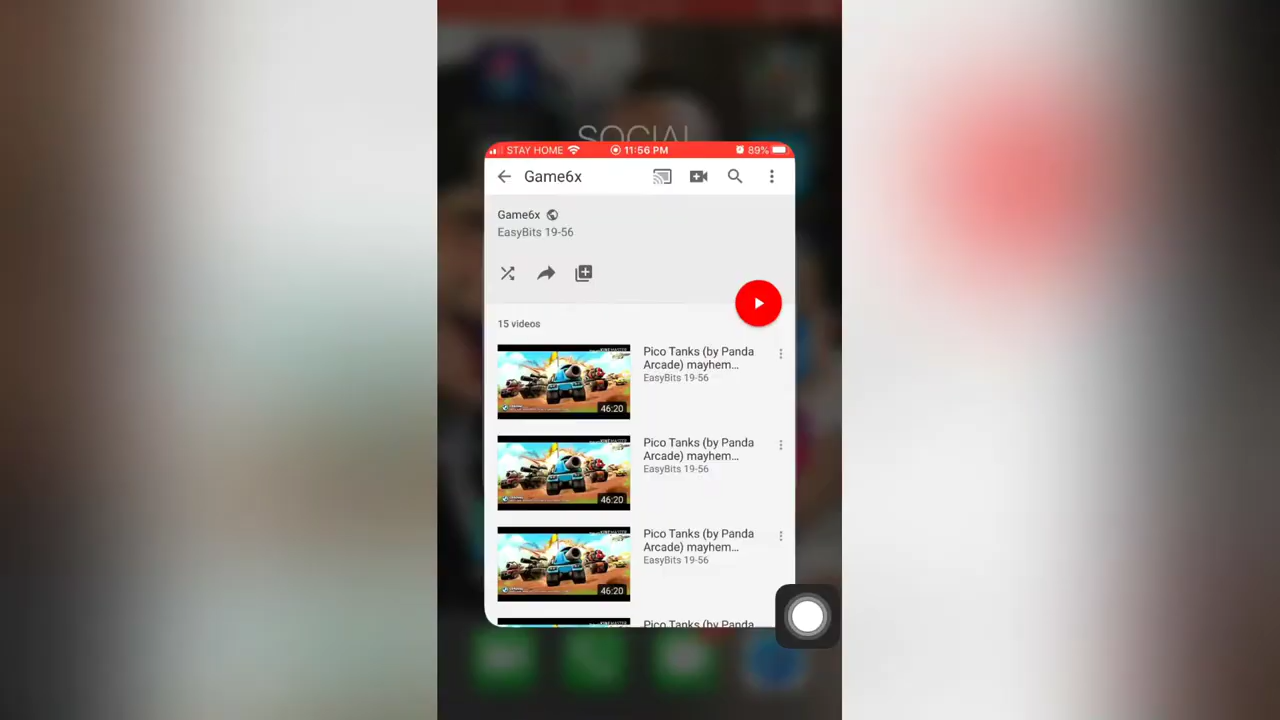 SOCIAL
STAY HOME
11:56 PM
89%
Game6x
Game6x
EasyBits 19-56
15 videos
Pico Tanks (by Panda
Arcade) mayhem...
EasyBits 19-56
46:20
Pico Tanks (by Panda
Arcade) mayhem...
EasyBits 19-56
46:20
Pico Tanks (by Panda
Arcade) mayhem...
EasyBits 19-56
46:20
Pico Tanks (by Panda